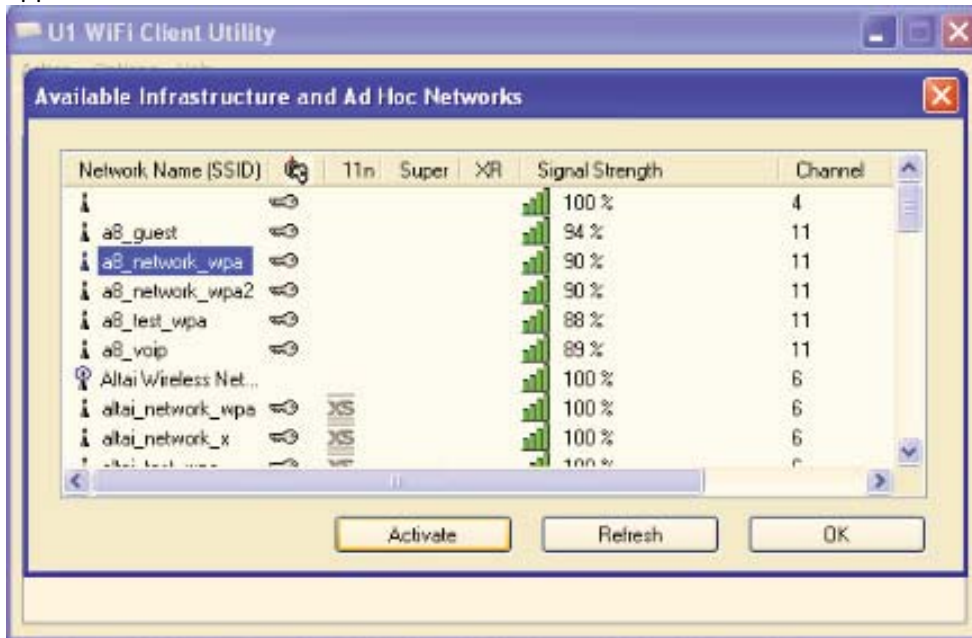 U1 WiFi Client Utility
Available Infrastructure and Ad Hoc Networks
Network Name (SSID) 11n Super XR Signal Strength Channel
100 % 4
a8_guest 94 % 11
a8_network_wpa 90 % 11
a8_network_wpa2 90 % 11
a8_test_wpa 88 % 11
a8_voip 89 % 11
Altai Wireless Net... 100 % 6
altai_network_wpa XS 100 % 6
altai_network_x XS 100 % 6
100 %
Activate Refresh OK